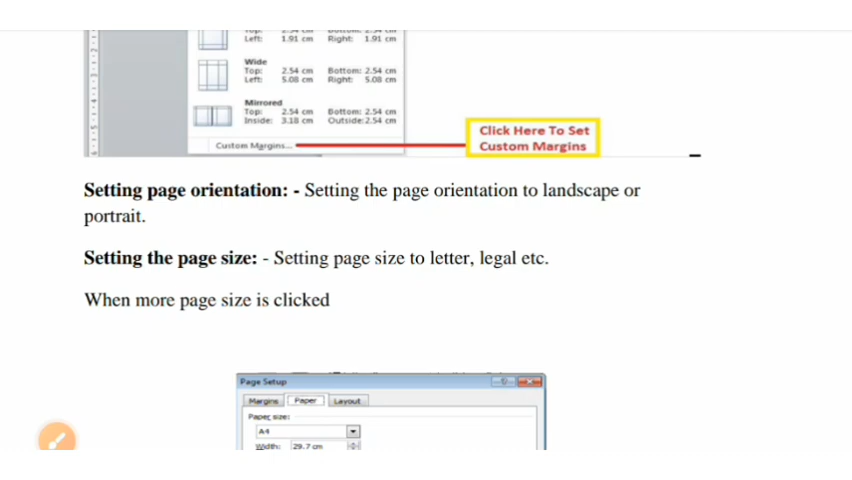 Left: 1.91 cm Right: 1.91 cm
Wide
Top: 2.54 cm Bottom: 2.54 cm
Left: 5.08 cm Right: 5.08 cm
Mirrored
Top: 2.54 cm Bottom: 2.54 cm
Inside: 3.18 cm Outside: 2.54 cm
Custom Margins...
Click Here To Set
Custom Margins
Setting page orientation: - Setting the page orientation to landscape or
portrait.
Setting the page size: - Setting page size to letter, legal etc.
When more page size is clicked
Page Setup
Margins Paper Layout
Paper size:
A4
Width: 29.7 cm